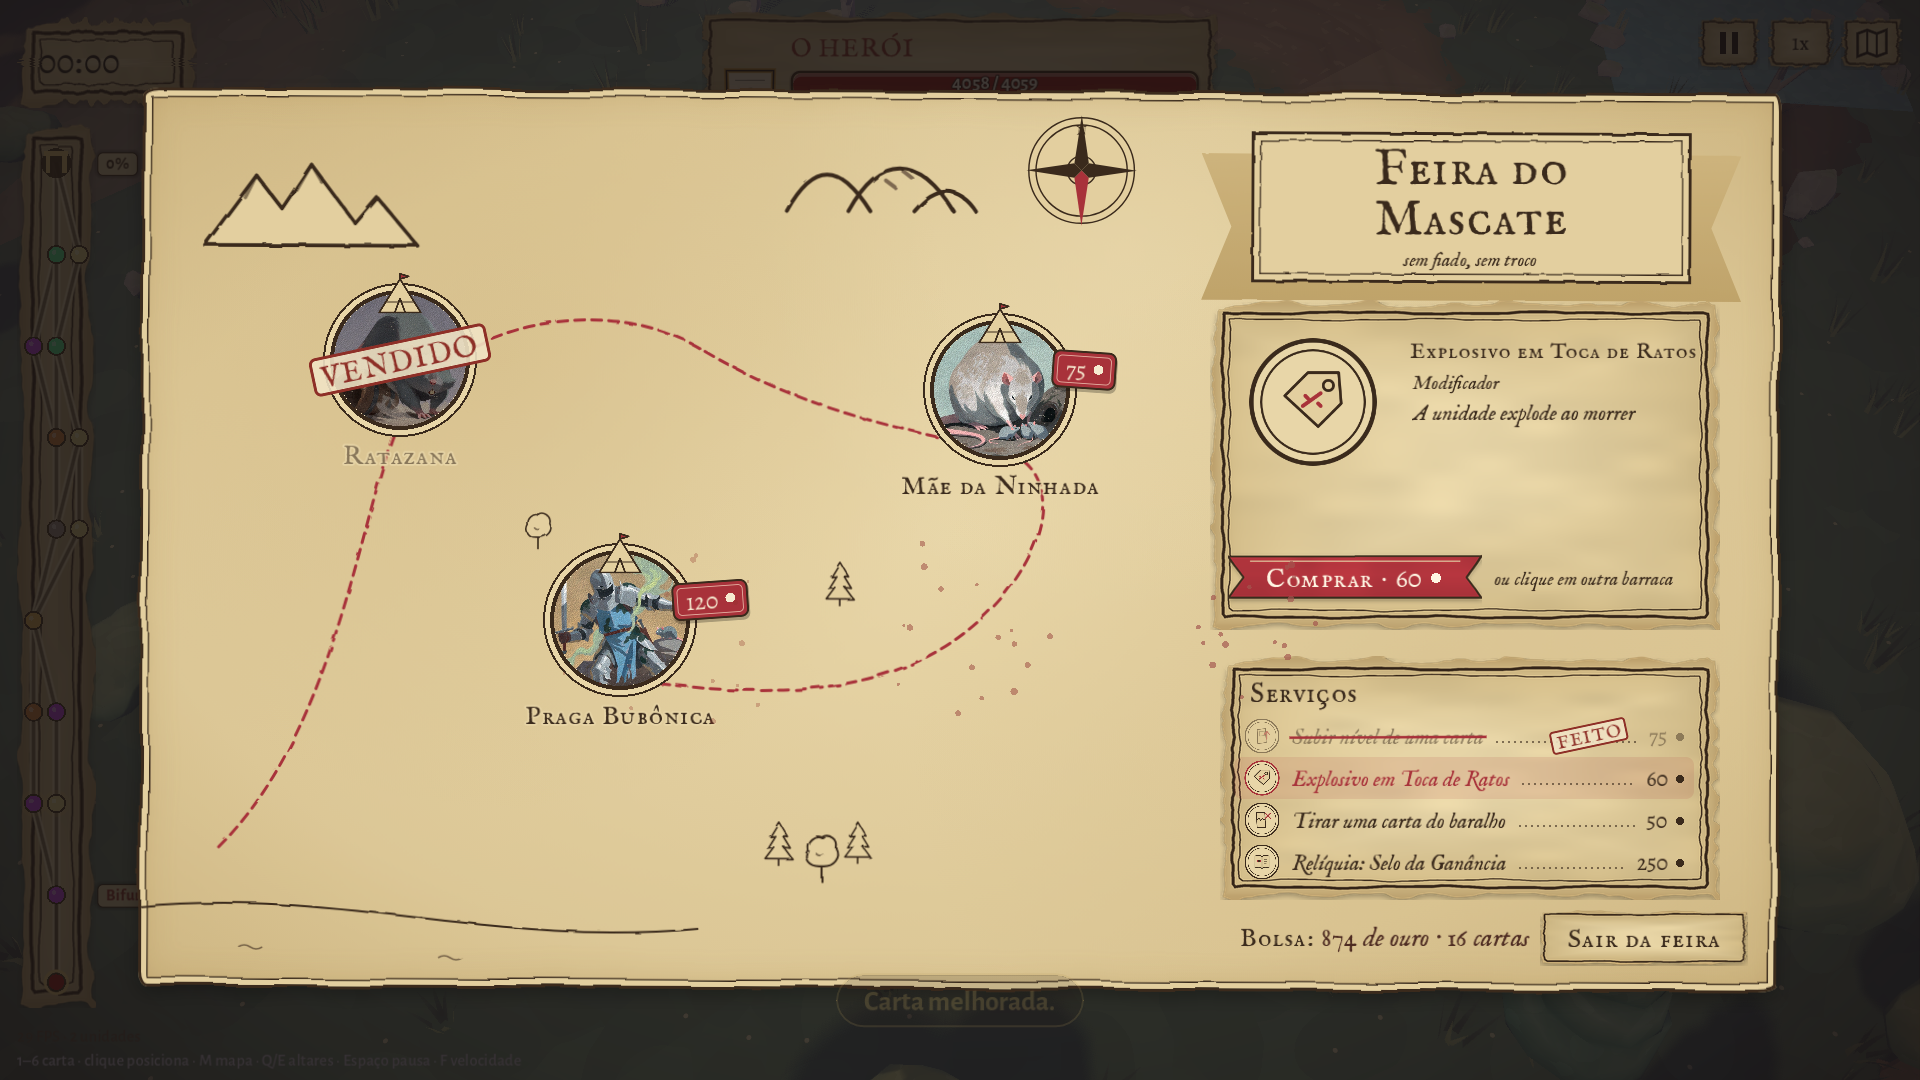 00:00
O HERÓI
4058 / 4059
1x
0%
FEIRA DO
MASCATE
sem fiado, sem troco
VENDIDO
RATAZANA
75
MÃE DA NINHADA
120
PRAGA BUBÔNICA
EXPLOSIVO EM TOCA DE RATOS
Modificador
A unidade explode ao morrer
COMPRAR · 60
ou clique em outra barraca
SERVIÇOS
Subir nível de uma carta FEITO 75
Explosivo em Toca de Ratos 60
Tirar uma carta do baralho 50
Relíquia: Selo da Ganância 250
BOLSA: 874 de ouro · 16 cartas
SAIR DA FEIRA
Bifu
Carta melhorada.
1–6 carta · clique posiciona · M mapa · Q/E altares · Espaço pausa · F velocidade